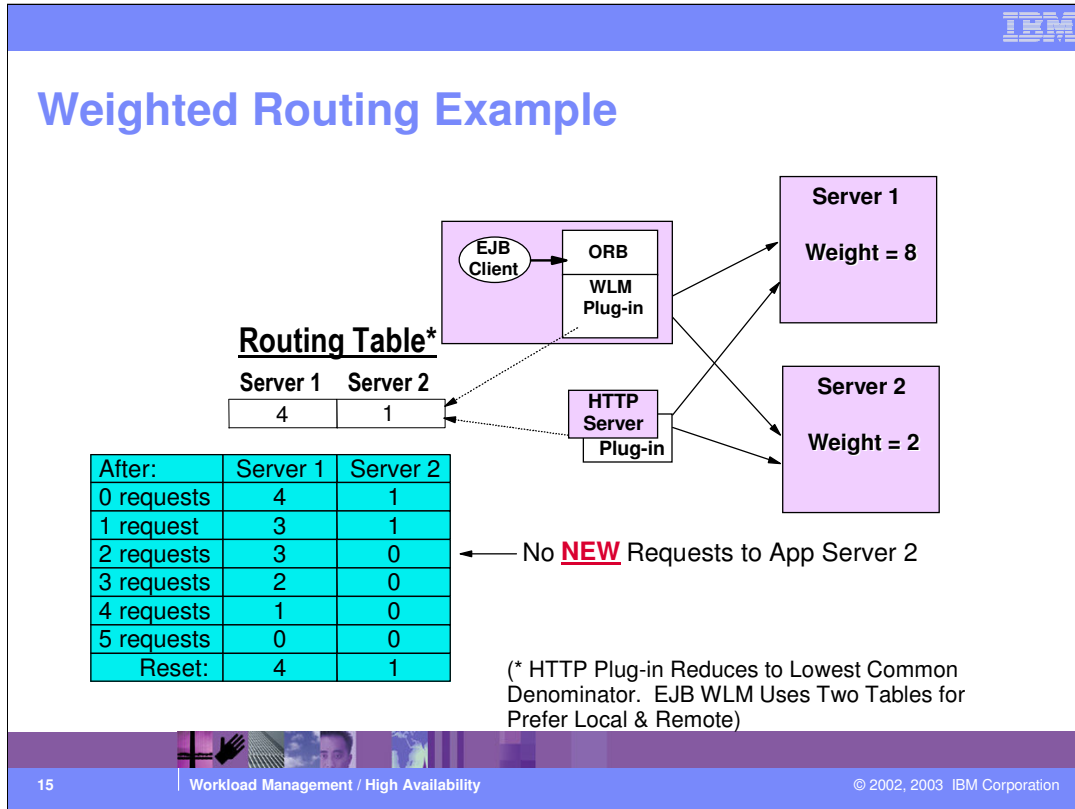 IBM
Weighted Routing Example
Server 1
Weight = 8
EJB
Client
ORB
WLM
Plug-in
Routing Table*
Server 1 Server 2
4 1
HTTP
Server
Plug-in
Server 2
Weight = 2
After: Server 1 Server 2
0 requests 4 1
1 request 3 1
2 requests 3 0
3 requests 2 0
4 requests 1 0
5 requests 0 0
Reset: 4 1
No NEW Requests to App Server 2
(* HTTP Plug-in Reduces to Lowest Common
Denominator. EJB WLM Uses Two Tables for
Prefer Local & Remote)
15 Workload Management / High Availability © 2002, 2003 IBM Corporation